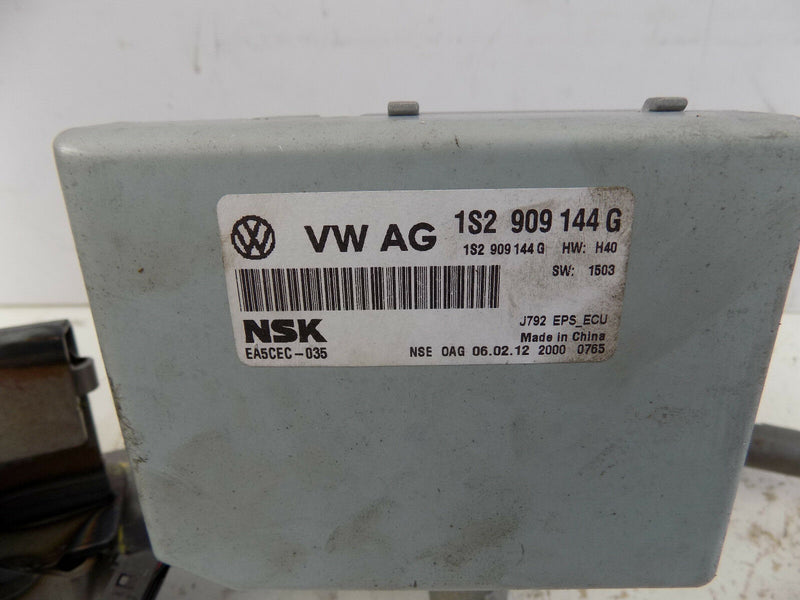 VW AG 1S2 909 144 G
1S2 909 144 G HW: H40
SW: 1503
NSK J792 EPS_ECU
Made in China
EA5CEC-035 NSE OAG 06.02.12 2000 0765